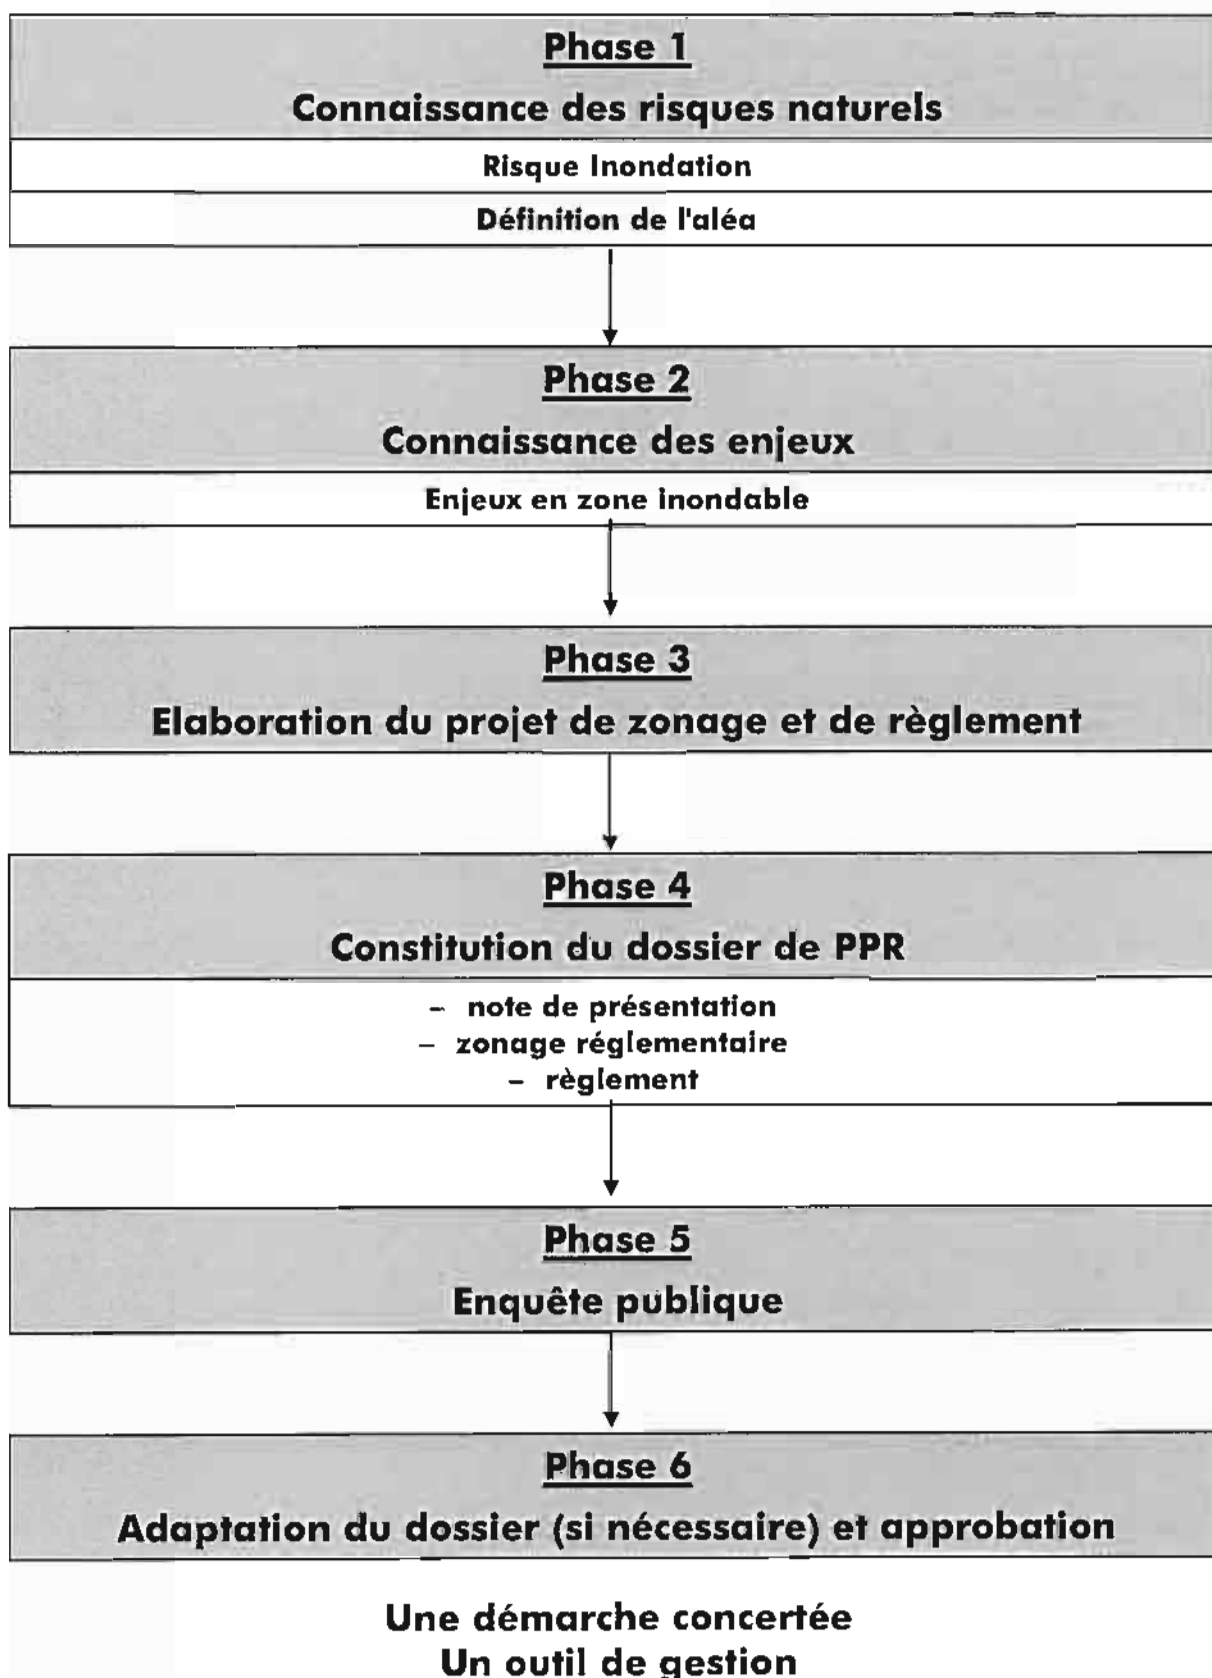 Phase 1
Connaissance des risques naturels
Risque Inondation
Définition de l'aléa
Phase 2
Connaissance des enjeux
Enjeux en zone inondable
Phase 3
Elaboration du projet de zonage et de règlement
Phase 4
Constitution du dossier de PPR
– note de présentation
– zonage réglementaire
– règlement
Phase 5
Enquête publique
Phase 6
Adaptation du dossier (si nécessaire) et approbation
Une démarche concertée
Un outil de gestion